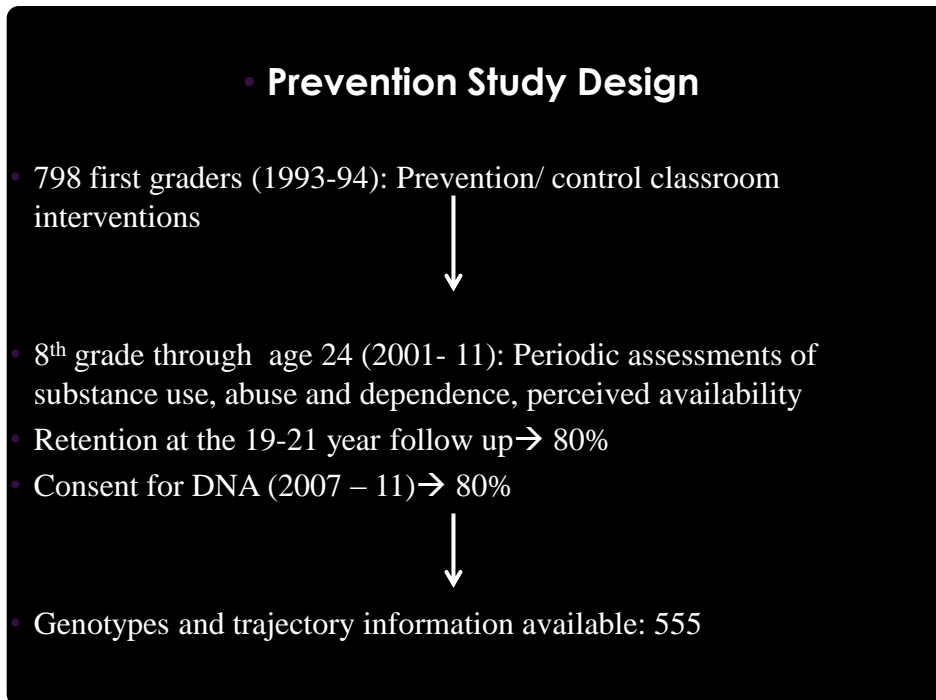 • Prevention Study Design
• 798 first graders (1993-94): Prevention/ control classroom
interventions
• 8th grade through age 24 (2001- 11): Periodic assessments of
substance use, abuse and dependence, perceived availability
• Retention at the 19-21 year follow up→ 80%
• Consent for DNA (2007 – 11)→ 80%
• Genotypes and trajectory information available: 555